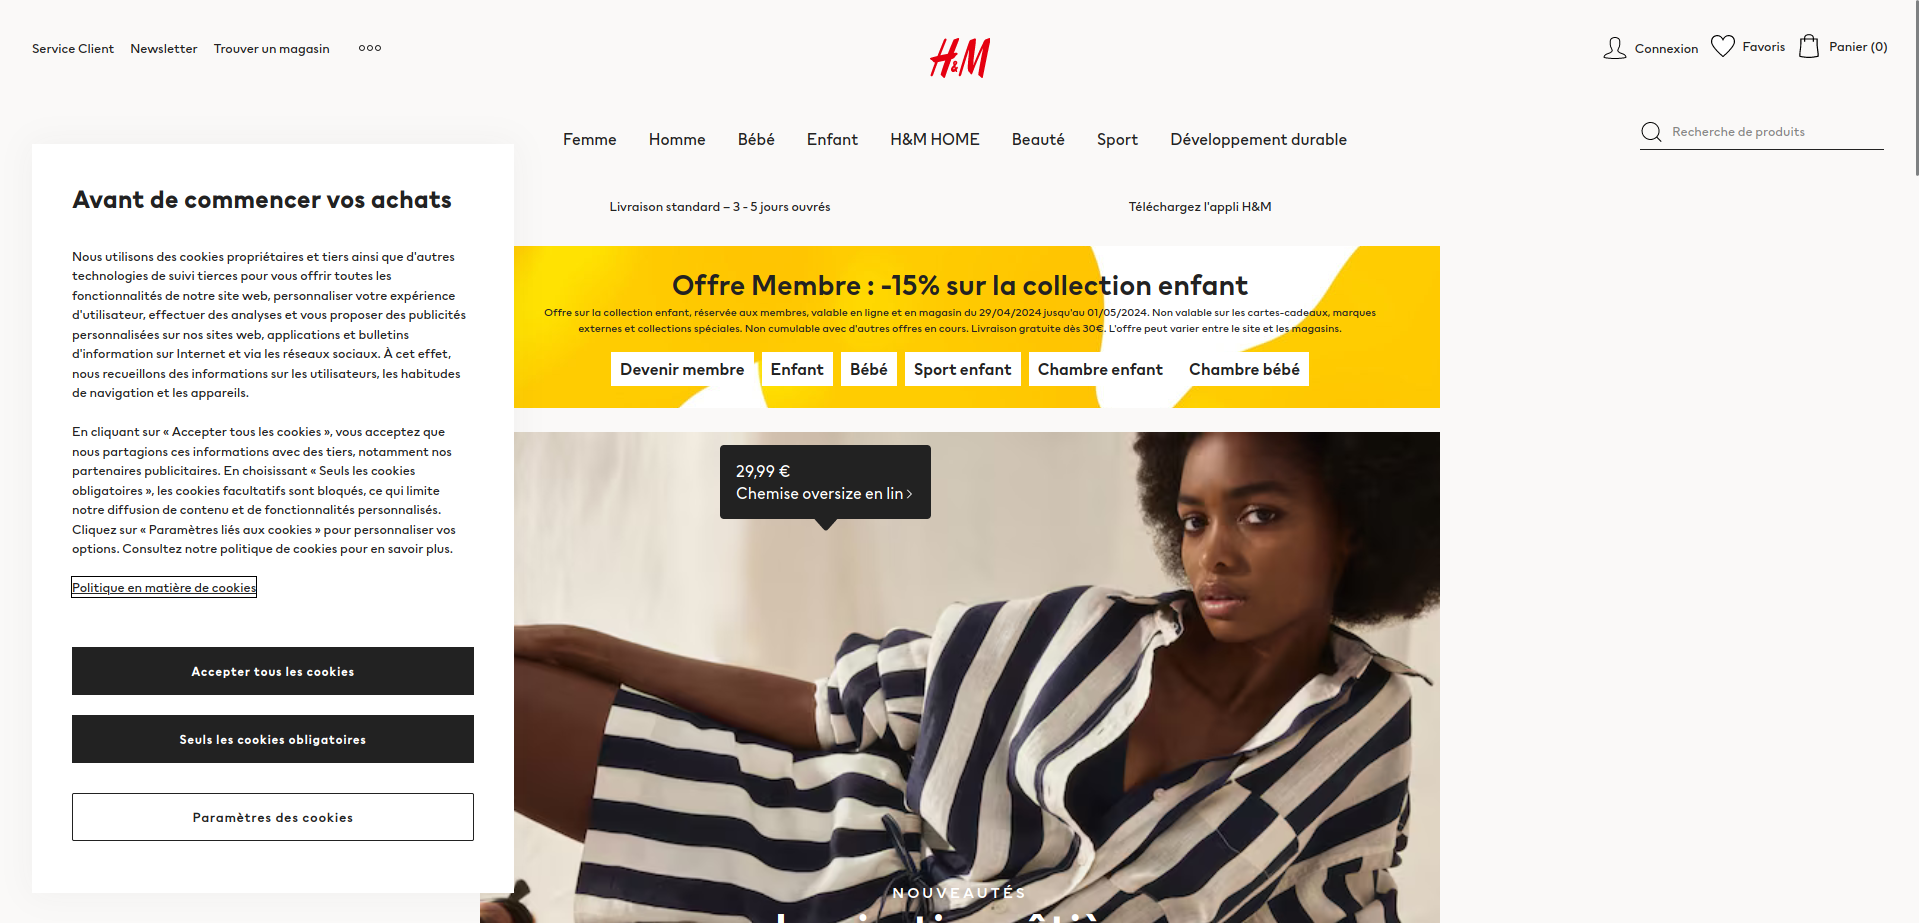 Service Client Newsletter Trouver un magasin
H&M
Connexion Favoris Panier (0)
Femme Homme Bébé Enfant H&M HOME Beauté Sport Développement durable
Recherche de produits
Livraison standard – 3 - 5 jours ouvrés
Téléchargez l'appli H&M
Avant de commencer vos achats
Nous utilisons des cookies propriétaires et tiers ainsi que d'autres
technologies de suivi tierces pour vous offrir toutes les
fonctionnalités de notre site web, personnaliser votre expérience
d'utilisateur, effectuer des analyses et vous proposer des publicités
personnalisées sur nos sites web, applications et bulletins
d'information sur Internet et via les réseaux sociaux. À cet effet,
nous recueillons des informations sur les utilisateurs, les habitudes
de navigation et les appareils.
En cliquant sur « Accepter tous les cookies », vous acceptez que
nous partagions ces informations avec des tiers, notamment nos
partenaires publicitaires. En choisissant « Seuls les cookies
obligatoires », les cookies facultatifs sont bloqués, ce qui limite
notre diffusion de contenu et de fonctionnalités personnalisés.
Cliquez sur « Paramètres liés aux cookies » pour personnaliser vos
options. Consultez notre politique de cookies pour en savoir plus.
Politique en matière de cookies
Accepter tous les cookies
Seuls les cookies obligatoires
Paramètres des cookies
Offre Membre : -15% sur la collection enfant
Offre sur la collection enfant, réservée aux membres, valable en ligne et en magasin du 29/04/2024 jusqu'au 01/05/2024. Non valable sur les cartes-cadeaux, marques
externes et collections spéciales. Non cumulable avec d'autres offres en cours. Livraison gratuite dès 30€. L'offre peut varier entre le site et les magasins.
Devenir membre Enfant Bébé Sport enfant Chambre enfant Chambre bébé
29,99 €
Chemise oversize en lin
NOUVEAUTÉS